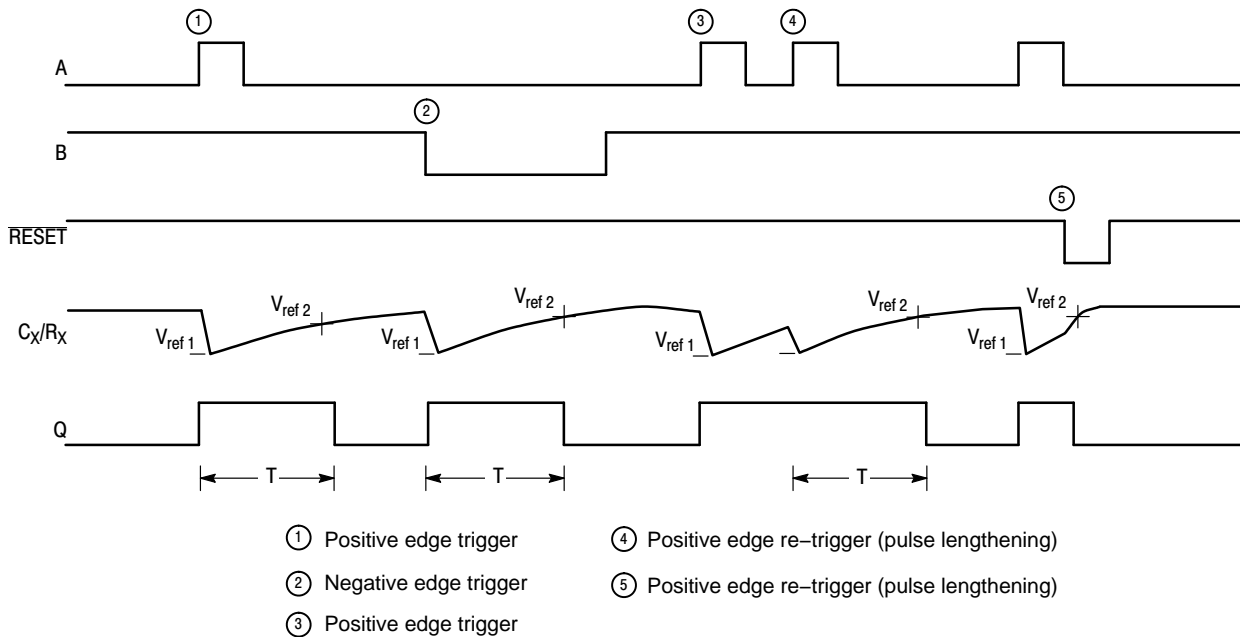 ① ③ ④
A
②
B
⑤
RESET
Vref 2 Vref 2 Vref 2 Vref 2
CX/RX
Vref 1 Vref 1 Vref 1 Vref 1
Q
T T T
① Positive edge trigger
② Negative edge trigger
③ Positive edge trigger
④ Positive edge re−trigger (pulse lengthening)
⑤ Positive edge re−trigger (pulse lengthening)